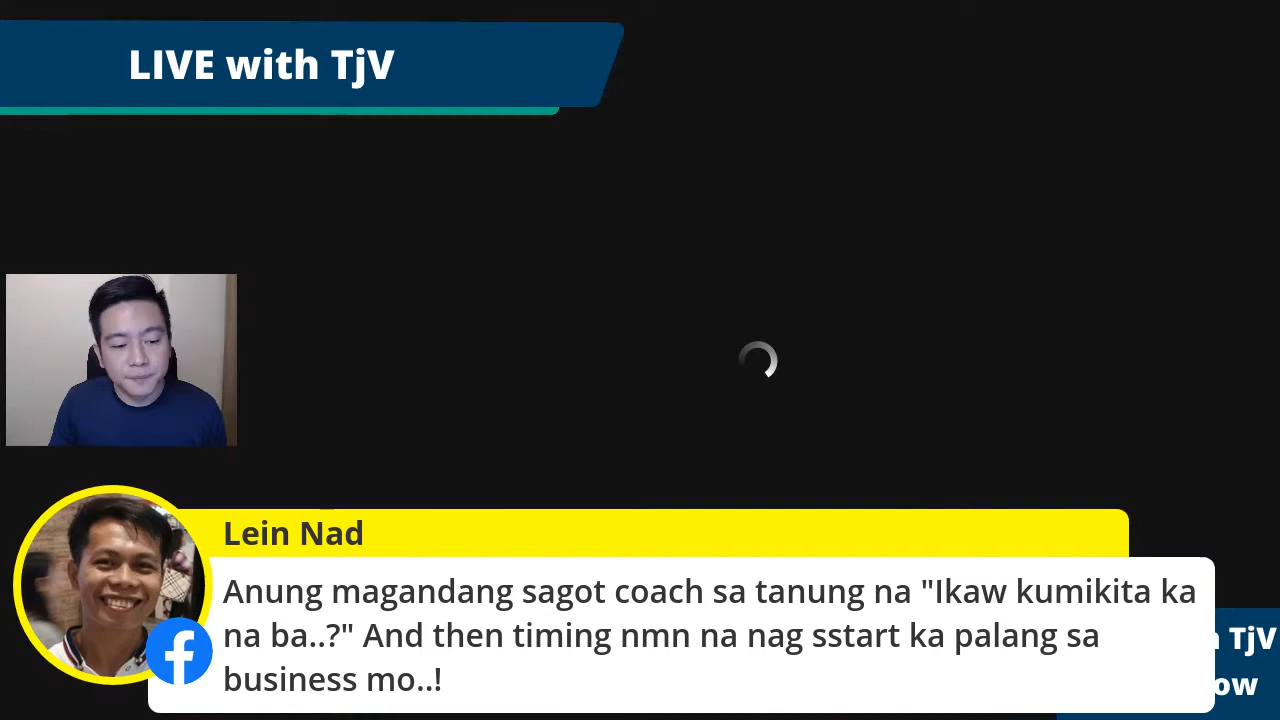 LIVE with TjV
Lein Nad
Anung magandang sagot coach sa tanung na "Ikaw kumikita ka
na ba..?" And then timing nmn na nag sstart ka palang sa
business mo..!
TjV